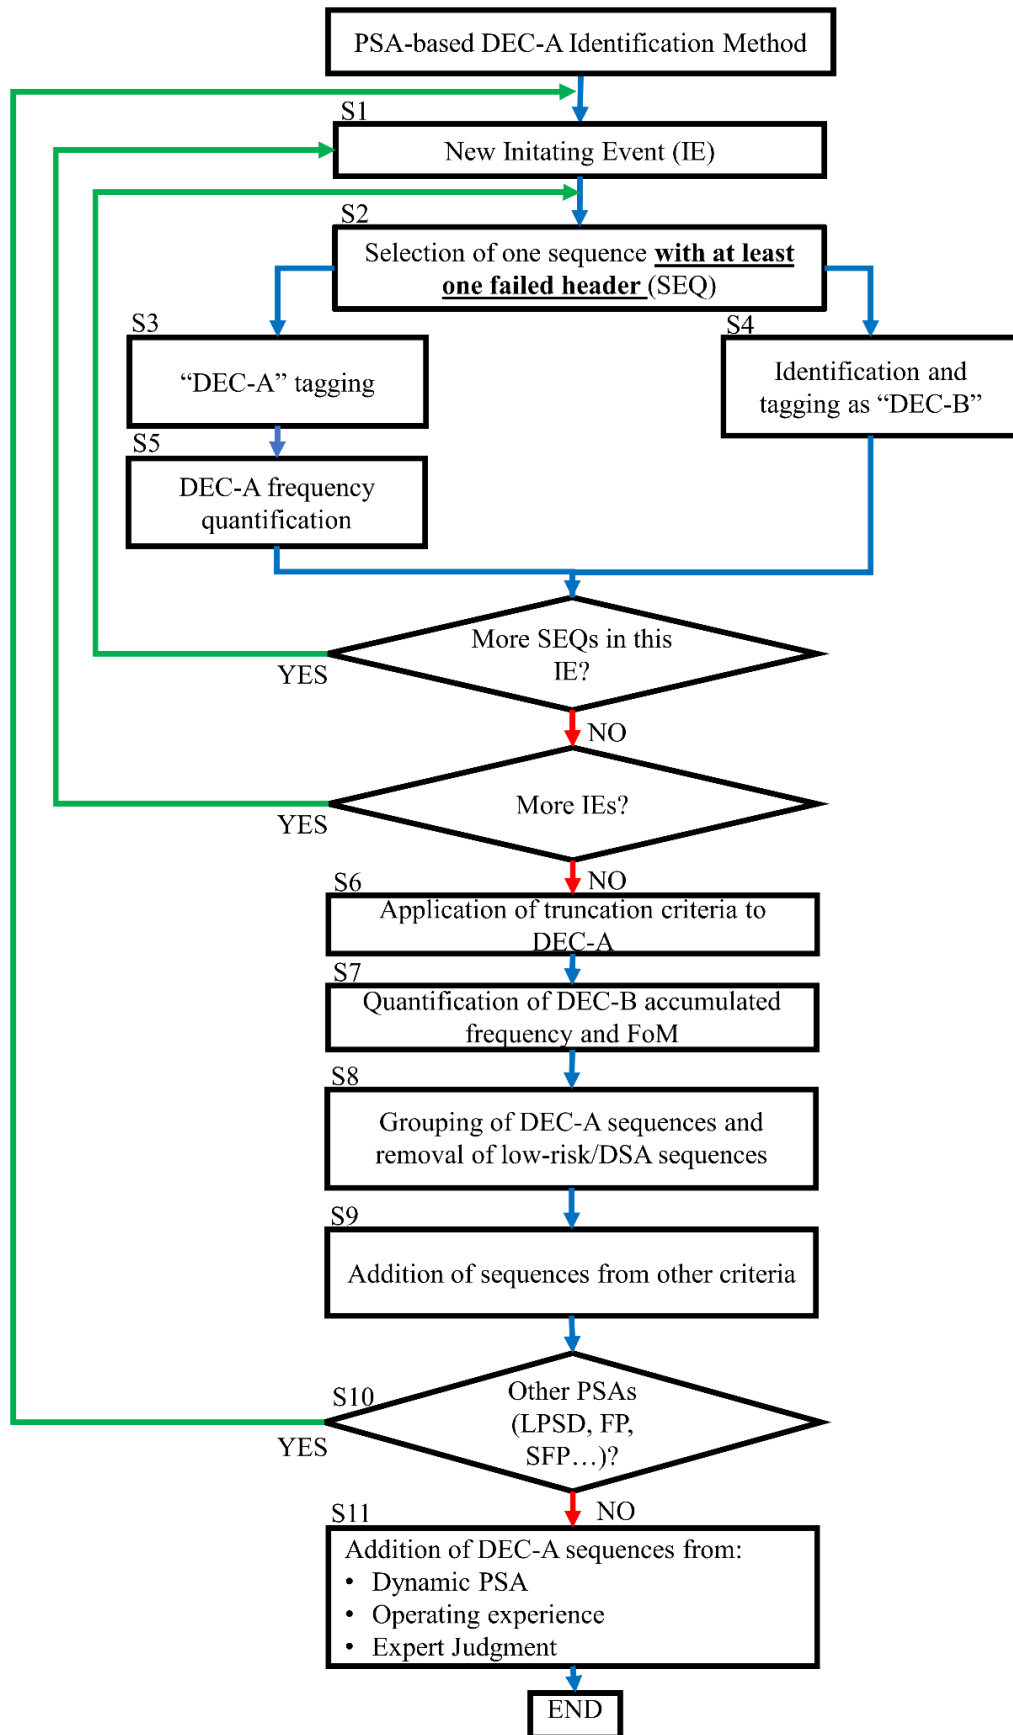 PSA-based DEC-A Identification Method
S1
New Initating Event (IE)
S2
Selection of one sequence with at least
one failed header (SEQ)
S3
“DEC-A” tagging
S4
Identification and
tagging as “DEC-B”
S5
DEC-A frequency
quantification
More SEQs in this
IE?
YES
NO
More IEs?
YES
NO
S6
Application of truncation criteria to
DEC-A
S7
Quantification of DEC-B accumulated
frequency and FoM
S8
Grouping of DEC-A sequences and
removal of low-risk/DSA sequences
S9
Addition of sequences from other criteria
S10
Other PSAs
(LPSD, FP,
SFP…)?
YES
NO
S11
Addition of DEC-A sequences from:
• Dynamic PSA
• Operating experience
• Expert Judgment
END